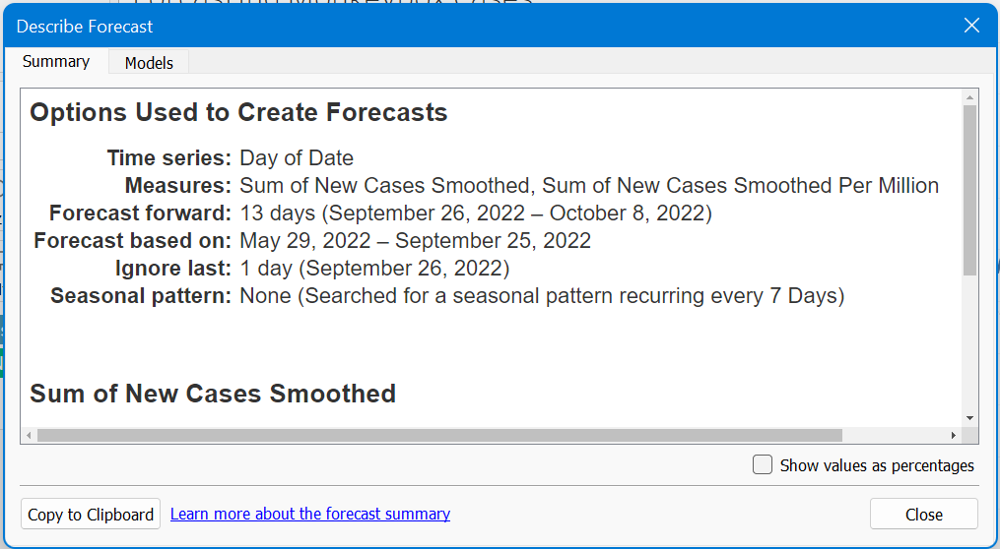 Describe Forecast
Summary
Models
Options Used to Create Forecasts
Time series: Day of Date
Measures: Sum of New Cases Smoothed, Sum of New Cases Smoothed Per Million
Forecast forward: 13 days (September 26, 2022 – October 8, 2022)
Forecast based on: May 29, 2022 – September 25, 2022
Ignore last: 1 day (September 26, 2022)
Seasonal pattern: None (Searched for a seasonal pattern recurring every 7 Days)
Sum of New Cases Smoothed
Show values as percentages
Copy to Clipboard
Learn more about the forecast summary
Close